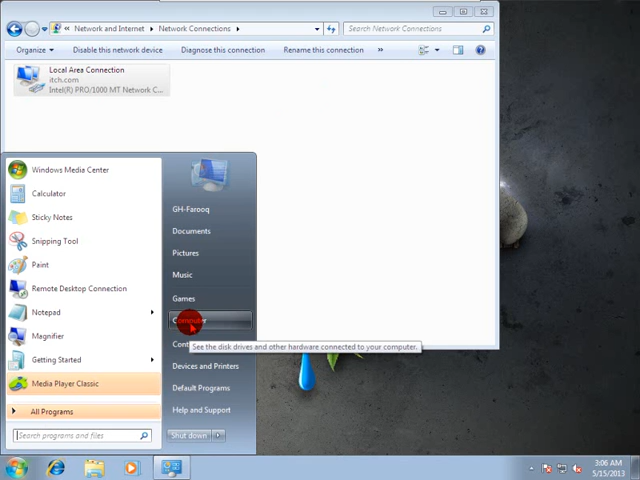 Network and Internet
Network Connections
Search Network Connections
Organize
Disable this network device
Diagnose this connection
Rename this connection
»
Local Area Connection
itch.com
Intel(R) PRO/1000 MT Network C...
Windows Media Center
Calculator
Sticky Notes
Snipping Tool
Paint
Remote Desktop Connection
Notepad
Magnifier
Getting Started
Media Player Classic
All Programs
Search programs and files
GH-Farooq
Documents
Pictures
Music
Games
Computer
See the disk drives and other hardware connected to your computer.
Devices and Printers
Default Programs
Help and Support
Shut down
3:06 AM
5/15/2013